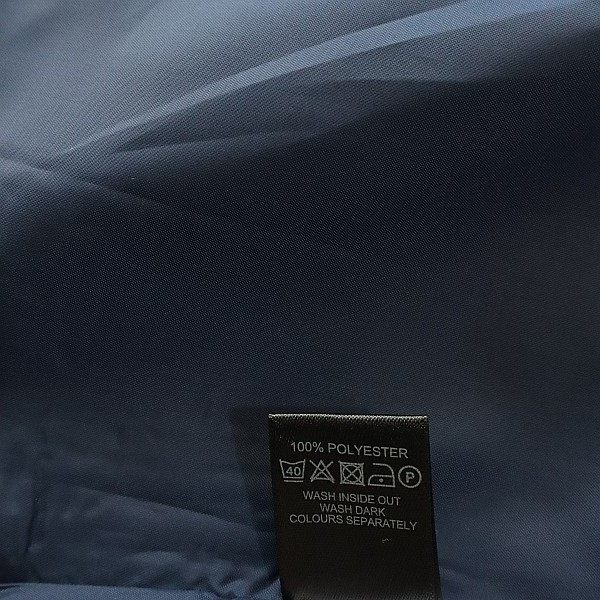 100% POLYESTER
40 P
WASH INSIDE OUT
WASH DARK
COLOURS SEPARATELY